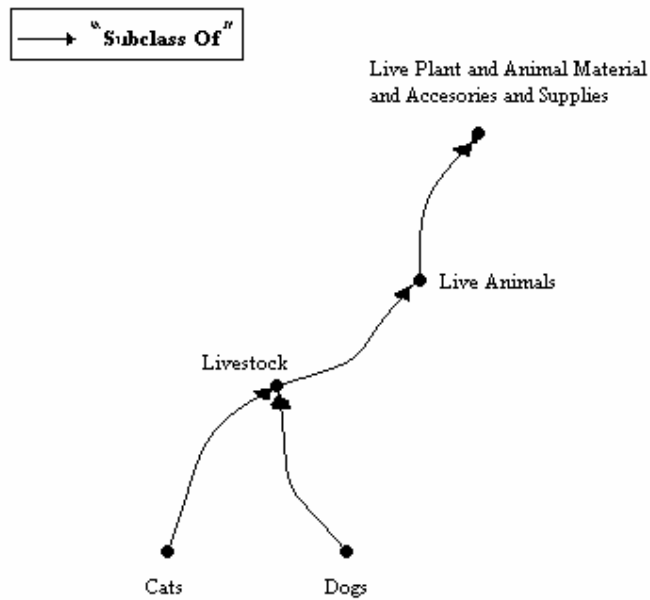 "Subclass Of"
Live Plant and Animal Material
and Accesories and Supplies
Live Animals
Livestock
Cats
Dogs